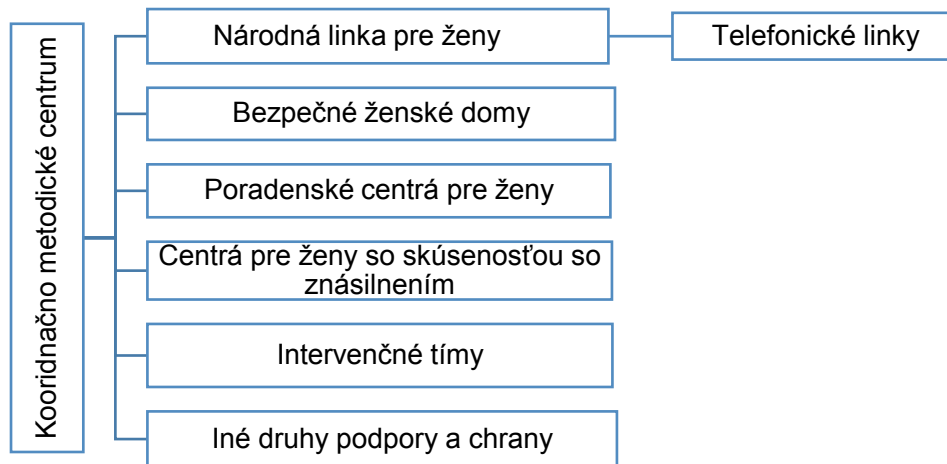 Kooridnačno metodické centrum
Národná linka pre ženy
Telefonické linky
Bezpečné ženské domy
Poradenské centrá pre ženy
Centrá pre ženy so skúsenosťou so
znásilnením
Intervenčné tímy
Iné druhy podpory a chrany